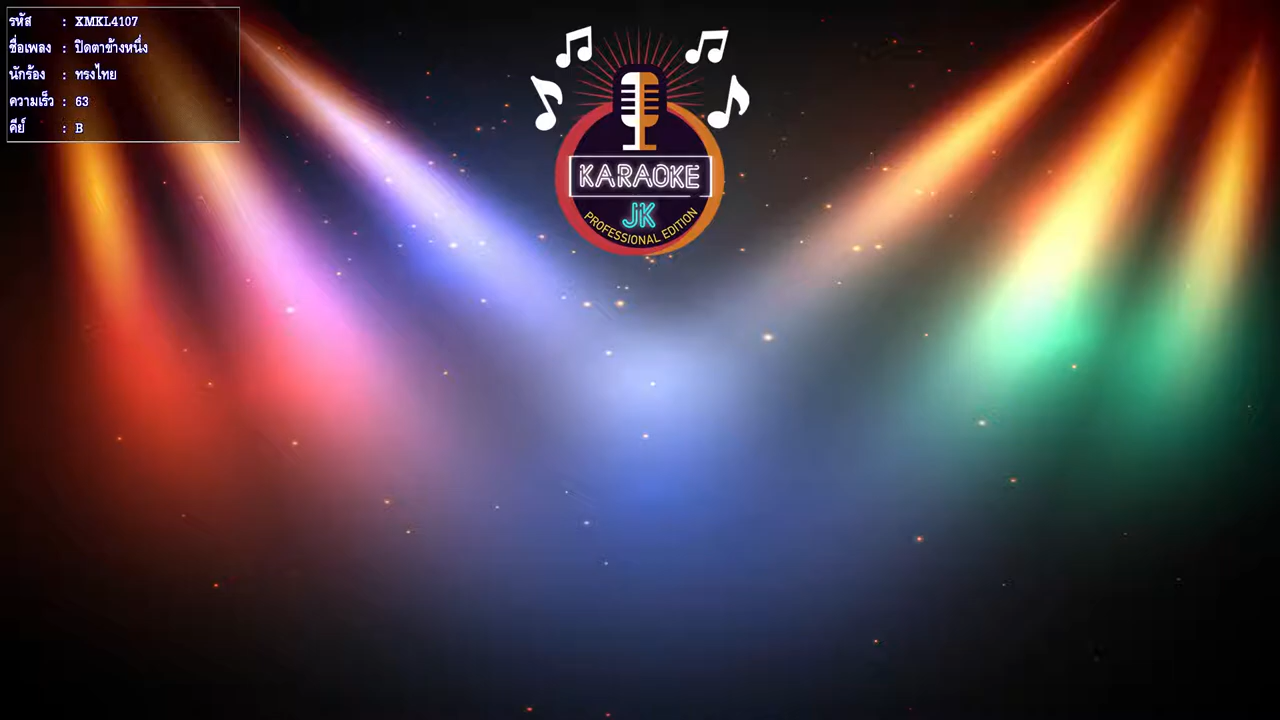 รหัส : XMKL4107
ชื่อเพลง : ปิดตาข้างหนึ่ง
นักร้อง : ทรงไทย
ความเร็ว : 63
คีย์ : B
KARAOKE
JK
PROFESSIONAL EDITION